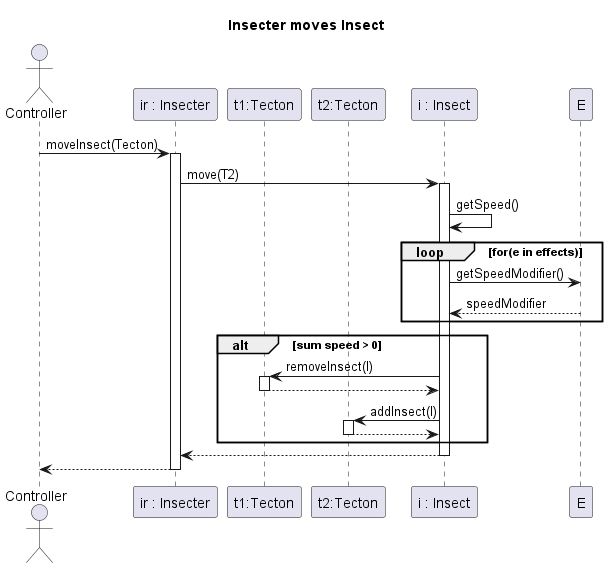 Insecter moves Insect
Controller
ir : Insecter
t1:Tecton
t2:Tecton
i : Insect
E
moveInsect(Tecton)
move(T2)
getSpeed()
loop
[for(e in effects)]
getSpeedModifier()
speedModifier
alt
[sum speed > 0]
removeInsect(I)
addInsect(I)
Controller
ir : Insecter
t1:Tecton
t2:Tecton
i : Insect
E